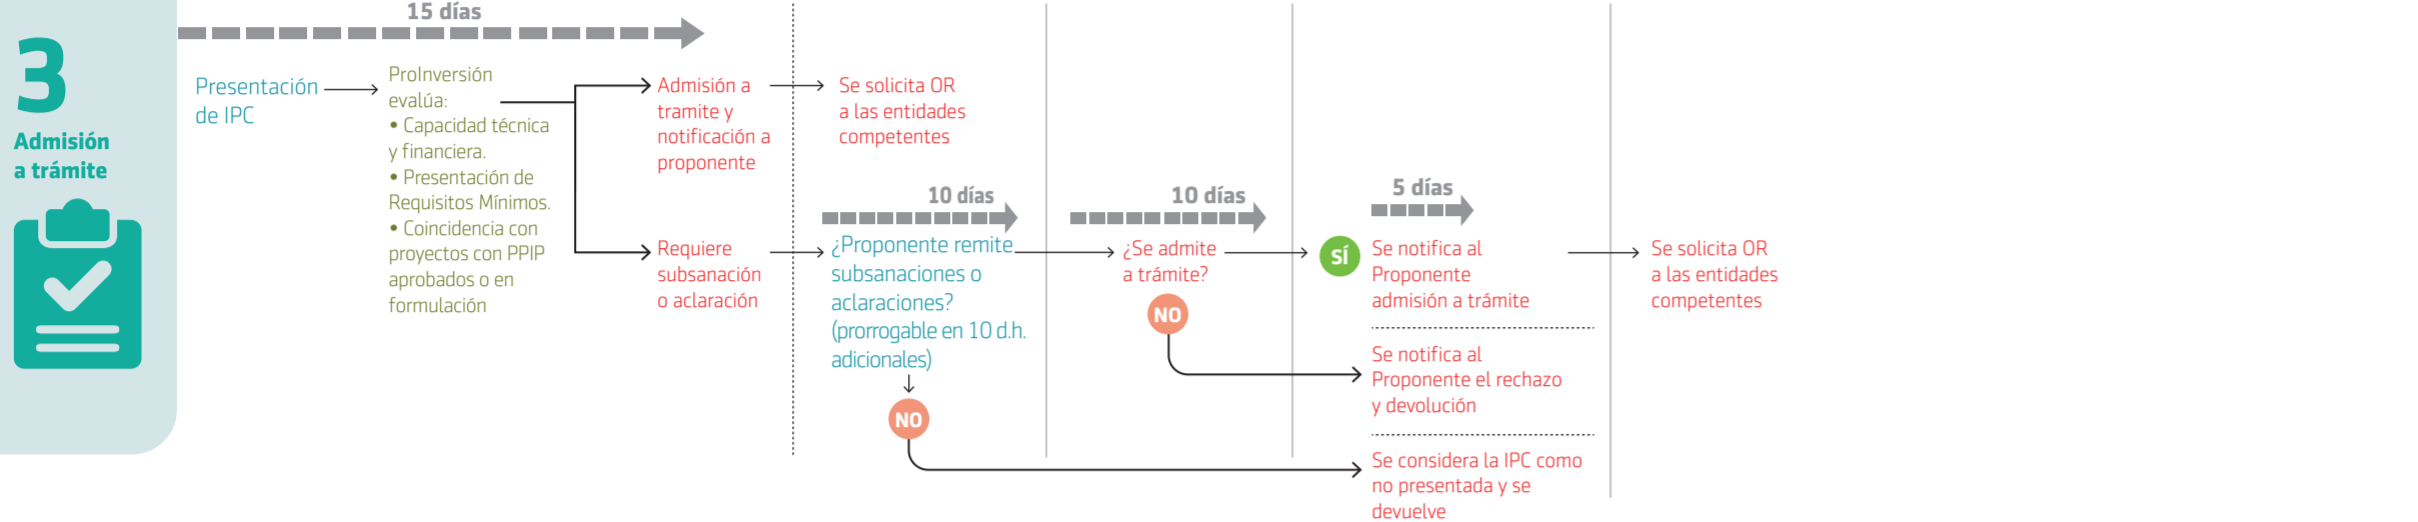 3
Admisión
a trámite
15 días
Presentación
de IPC
ProInversión
evalúa:
• Capacidad técnica
y financiera.
• Presentación de
Requisitos Mínimos.
• Coincidencia con
proyectos con PPIP
aprobados o en
formulación
Admisión a
tramite y
notificación a
proponente
Se solicita OR
a las entidades
competentes
Requiere
subsanación
o aclaración
10 días
¿Proponente remite
subsanaciones o
aclaraciones?
(prorrogable en 10 d.h.
adicionales)
NO
10 días
¿Se admite
a trámite?
NO
SÍ
5 días
Se notifica al
Proponente
admisión a trámite
Se notifica al
Proponente el rechazo
y devolución
Se considera la IPC como
no presentada y se
devuelve
Se solicita OR
a las entidades
competentes